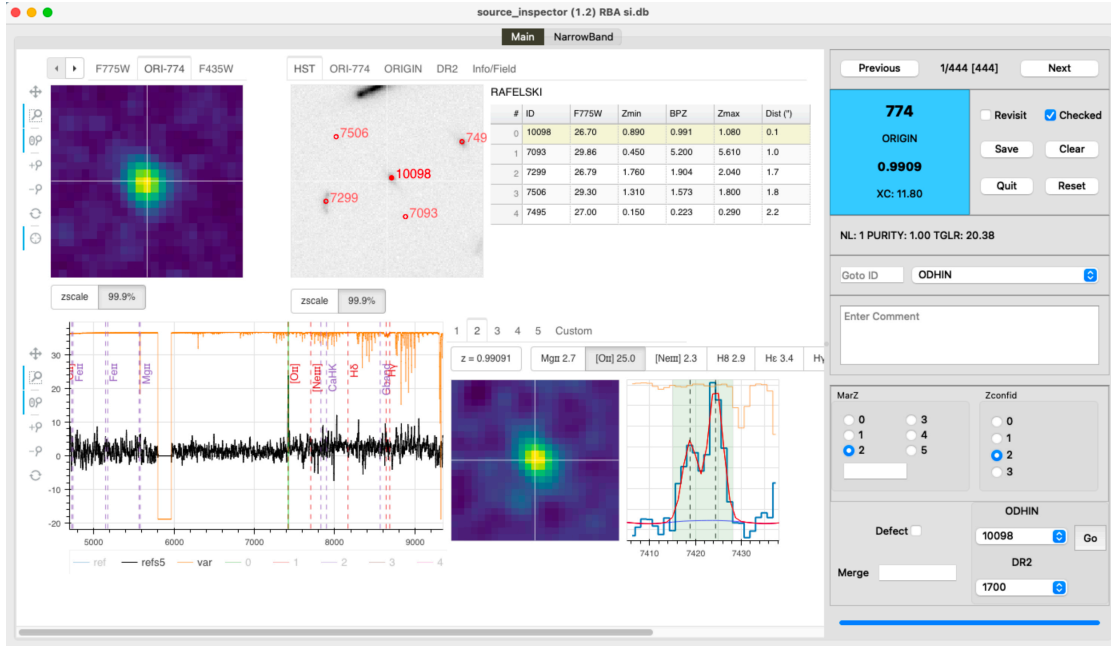 source_inspector (1.2) RBA si.db
Main NarrowBand
F775W ORI-774 F435W
HST ORI-774 ORIGIN DR2 Info/Field
RAFELSKI
# ID F775W Zmin BPZ Zmax Dist (")
0 10098 26.70 0.890 0.991 1.080 0.1
1 7093 29.86 0.450 5.200 5.610 1.0
2 7299 26.79 1.760 1.904 2.040 1.7
3 7506 29.30 1.310 1.573 1.800 1.8
4 7495 27.00 0.150 0.223 0.290 2.2
7506
749
10098
7299
7093
zscale 99.9%
zscale 99.9%
30
20
10
0
-10
-20
FeII
FeII
MgII
[OII]
[NeIII]
CaHK
Hδ
Gband
Hγ
5000 6000 7000 8000 9000
ref refs5 var 0 1 2 3 4
1 2 3 4 5 Custom
z = 0.99091 MgII 2.7 [OII] 25.0 [NeIII] 2.3 H8 2.9 Hε 3.4 Hγ
7410 7420 7430
Previous 1/444 [444] Next
774
ORIGIN
0.9909
XC: 11.80
Revisit Checked
Save Clear
Quit Reset
NL: 1 PURITY: 1.00 TGLR: 20.38
Goto ID ODHIN
Enter Comment
MarZ
0 3
1 4
2 5
Zconfid
0
1
2
3
Defect
Merge
ODHIN
10098
Go
DR2
1700